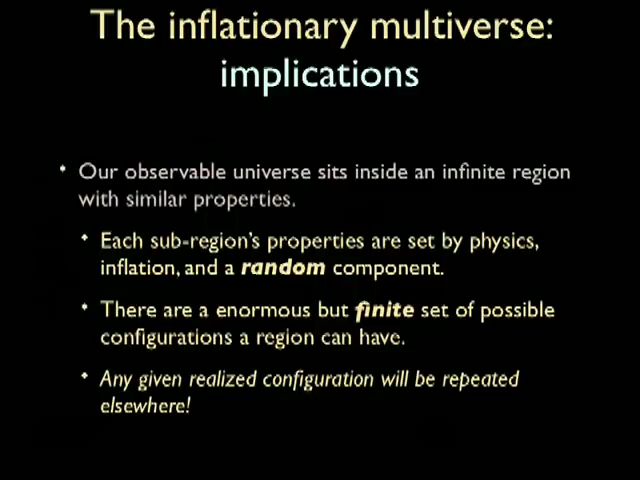 The inflationary multiverse:
implications
• Our observable universe sits inside an infinite region
with similar properties.
• Each sub-region's properties are set by physics,
inflation, and a random component.
• There are a enormous but finite set of possible
configurations a region can have.
• Any given realized configuration will be repeated
elsewhere!